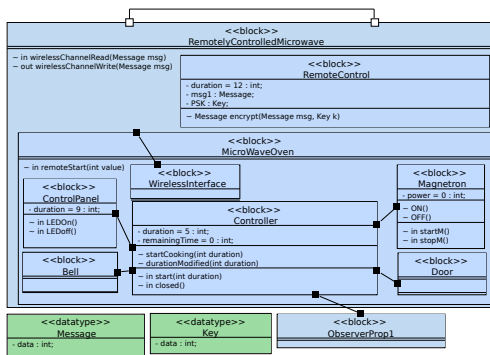 <<block>>
RemotelyControlledMicrowave
~ in wirelessChannelRead(Message msg)
~ out wirelessChannelWrite(Message msg)
<<block>>
RemoteControl
- duration = 12 : int;
- msg1 : Message;
- PSK : Key;
~ Message encrypt(Message msg, Key k)
<<block>>
MicroWaveOven
~ in remoteStart(int value)
<<block>>
WirelessInterface
<<block>>
ControlPanel
- duration = 9 : int;
~ in LEDOn()
~ in LEDoff()
<<block>>
Magnetron
- power = 0 : int;
~ ON()
~ OFF()
~ in startM()
~ in stopM()
<<block>>
Controller
- duration = 5 : int;
- remainingTime = 0 : int;
~ startCooking(int duration)
~ durationModified(int duration)
~ in start(int duration)
~ in closed()
<<block>>
Bell
<<block>>
Door
<<datatype>>
Message
- data : int;
<<datatype>>
Key
- data : int;
<<block>>
ObserverProp1